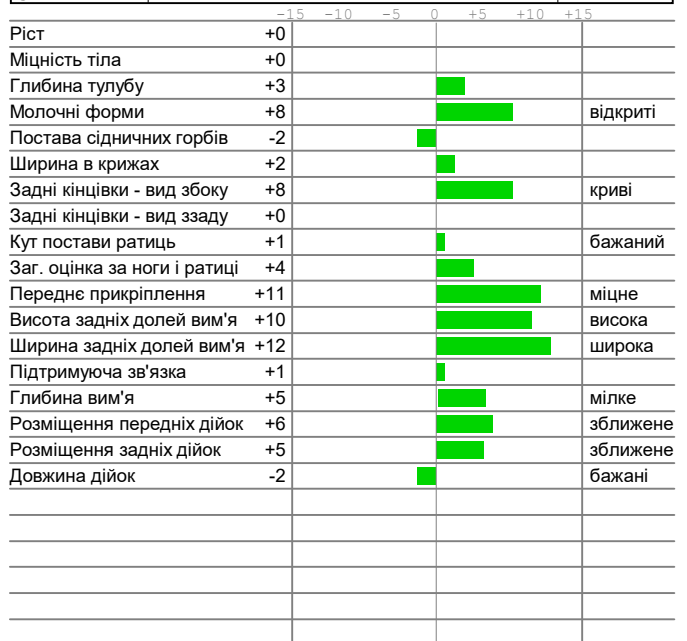 -15 -10 -5 0 +5 +10 +15
Ріст +0
Міцність тіла +0
Глибина тулубу +3
Молочні форми +8 відкриті
Постава сідничних горбів -2
Ширина в крижах +2
Задні кінцівки - вид збоку +8 криві
Задні кінцівки - вид ззаду +0
Кут постави ратиць +1 бажаний
Заг. оцінка за ноги і ратиці +4
Переднє прикріплення +11 міцне
Висота задніх долей вим'я +10 висока
Ширина задніх долей вим'я +12 широка
Підтримуюча зв'язка +1
Глибина вим'я +5 мілке
Розміщення передніх дійок +6 зближене
Розміщення задніх дійок +5 зближене
Довжина дійок -2 бажані